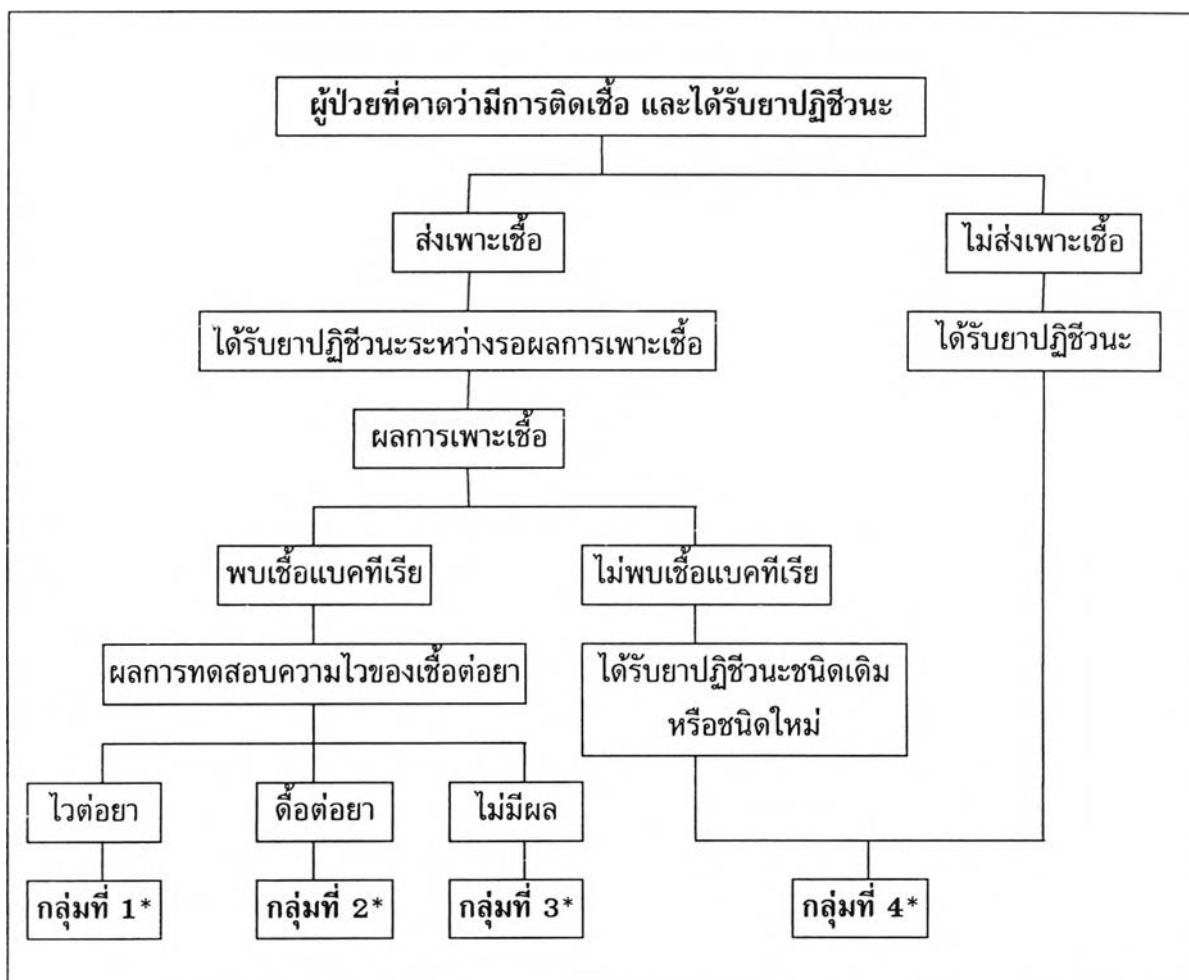 ผู้ป่วยที่คาดว่ามีการติดเชื้อ และได้รับยาปฏิชีวนะ
ส่งเพาะเชื้อ
ไม่ส่งเพาะเชื้อ
ได้รับยาปฏิชีวนะระหว่างรอผลการเพาะเชื้อ
ได้รับยาปฏิชีวนะ
ผลการเพาะเชื้อ
พบเชื้อแบคทีเรีย
ไม่พบเชื้อแบคทีเรีย
ผลการทดสอบความไวของเชื้อต่อยา
ได้รับยาปฏิชีวนะชนิดเดิม
หรือชนิดใหม่
ไวต่อยา
ดื้อต่อยา
ไม่มีผล
กลุ่มที่ 1*
กลุ่มที่ 2*
กลุ่มที่ 3*
กลุ่มที่ 4*